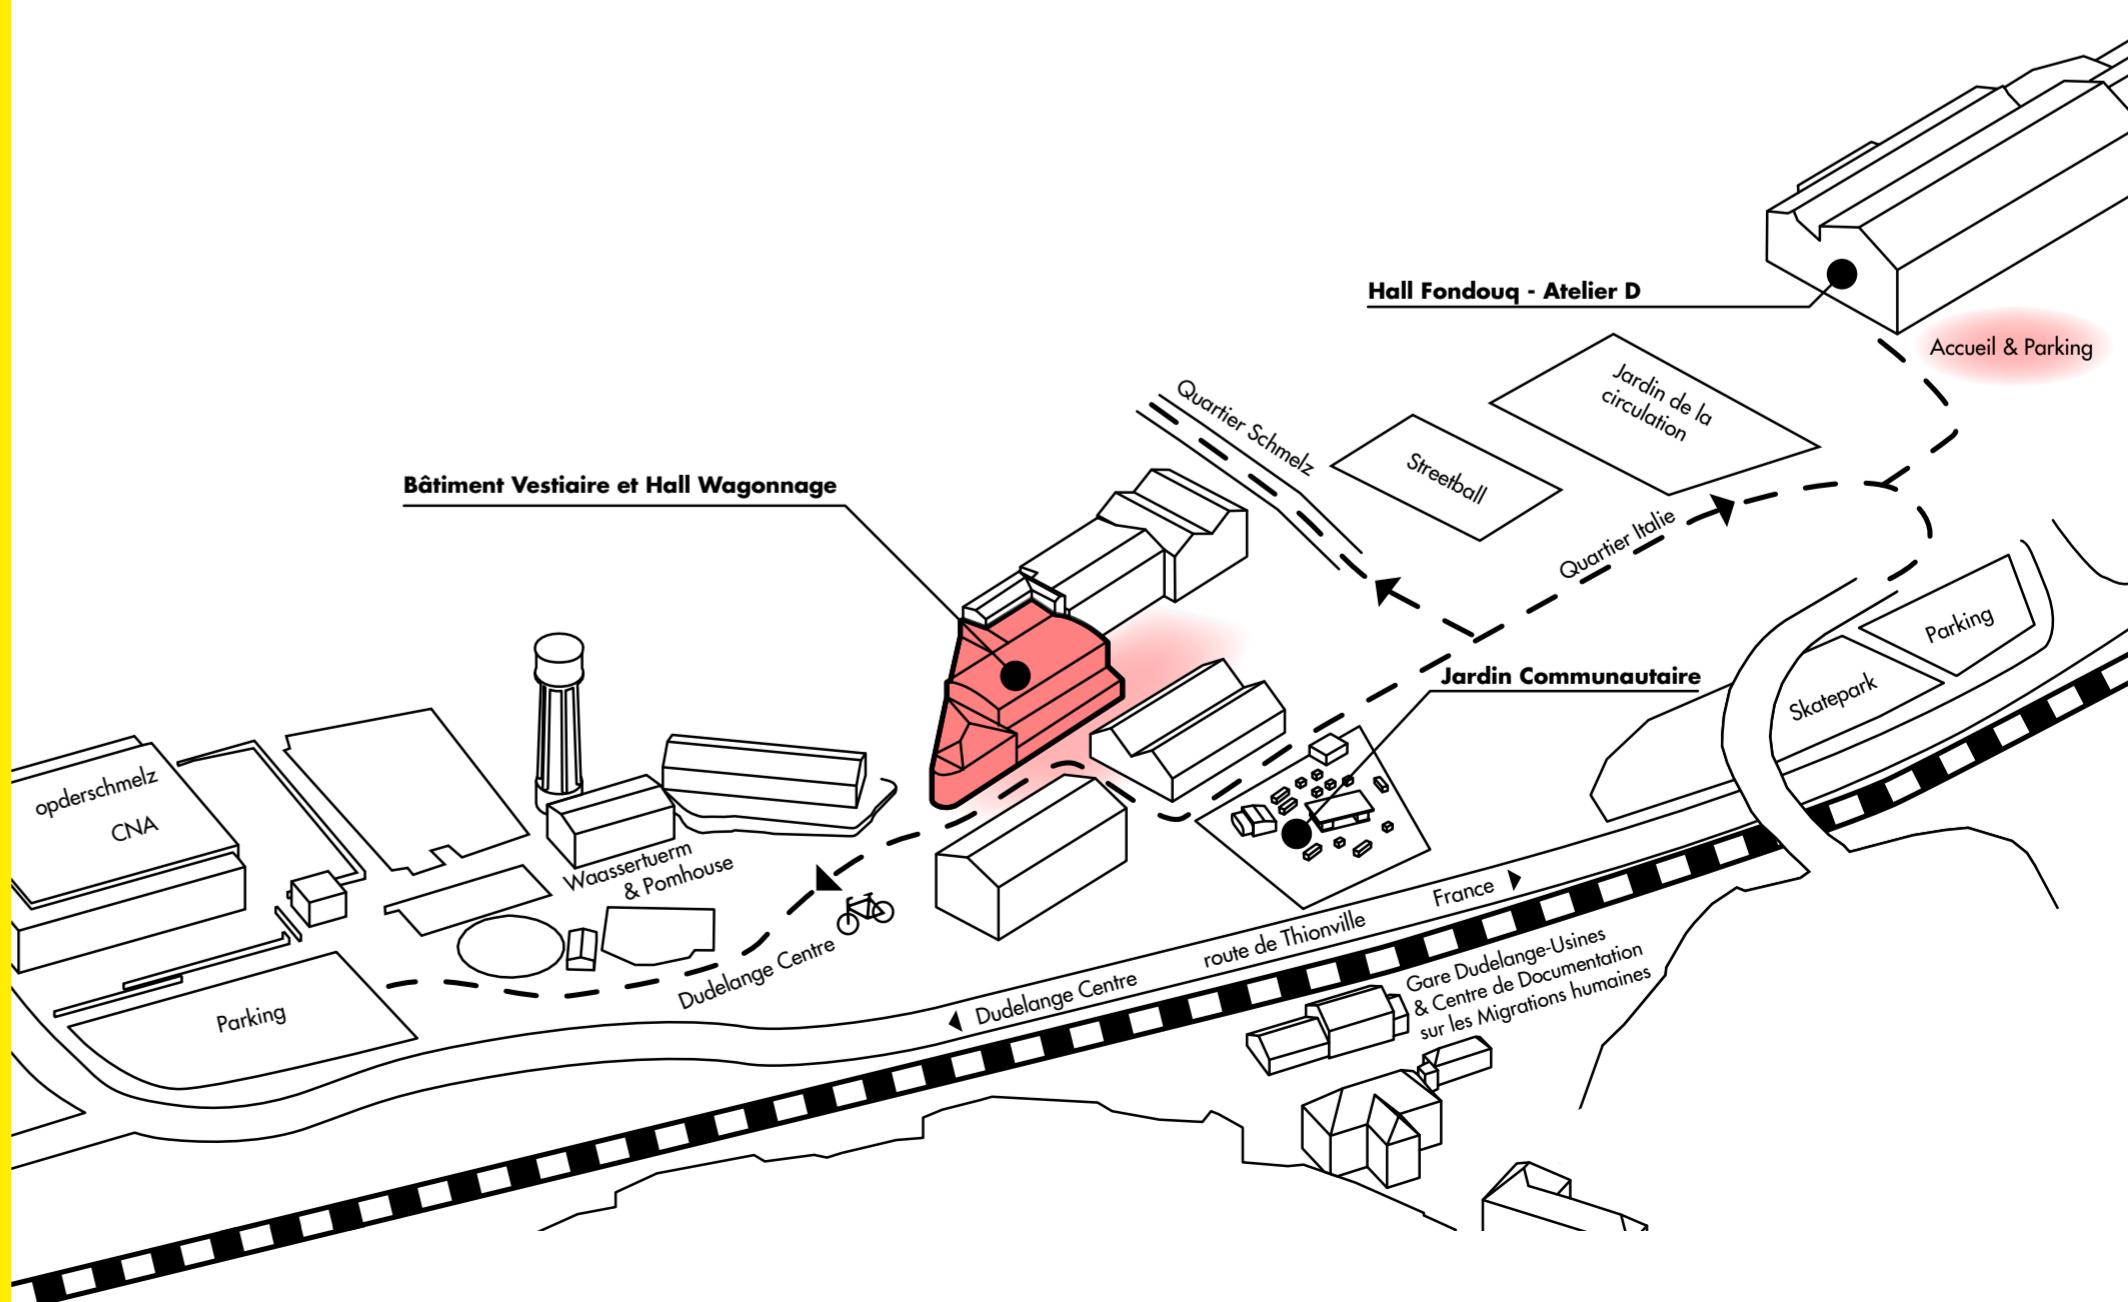 Hall Fondouq - Atelier D
Accueil & Parking
Jardin de la
circulation
Quartier Schmelz
Streetball
Bâtiment Vestiaire et Hall Wagonnage
Quartier Italie
Parking
Skatepark
Jardin Communautaire
opderschmelz
CNA
Waassertuerm
& Pomhouse
Dudelange Centre
Parking
France
route de Thionville
Dudelange Centre
Gare Dudelange-Usines
& Centre de Documentation
sur les Migrations humaines